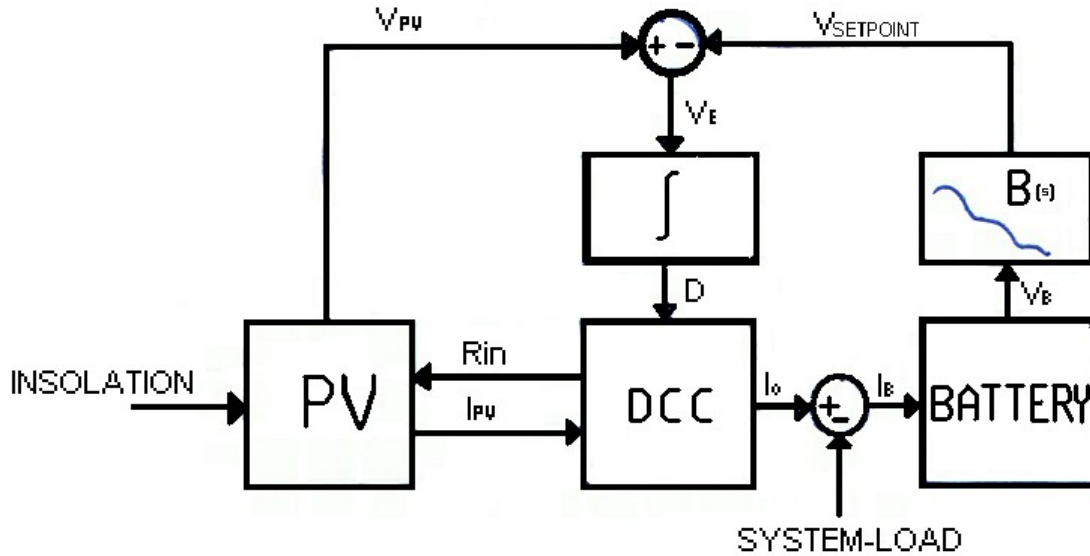 VPV
VSETPOINT
+ -
VE
∫
B(s)
D
VB
INSOLATION
PV
Rin
IPV
DCC
Io
+
-
IB
BATTERY
SYSTEM-LOAD